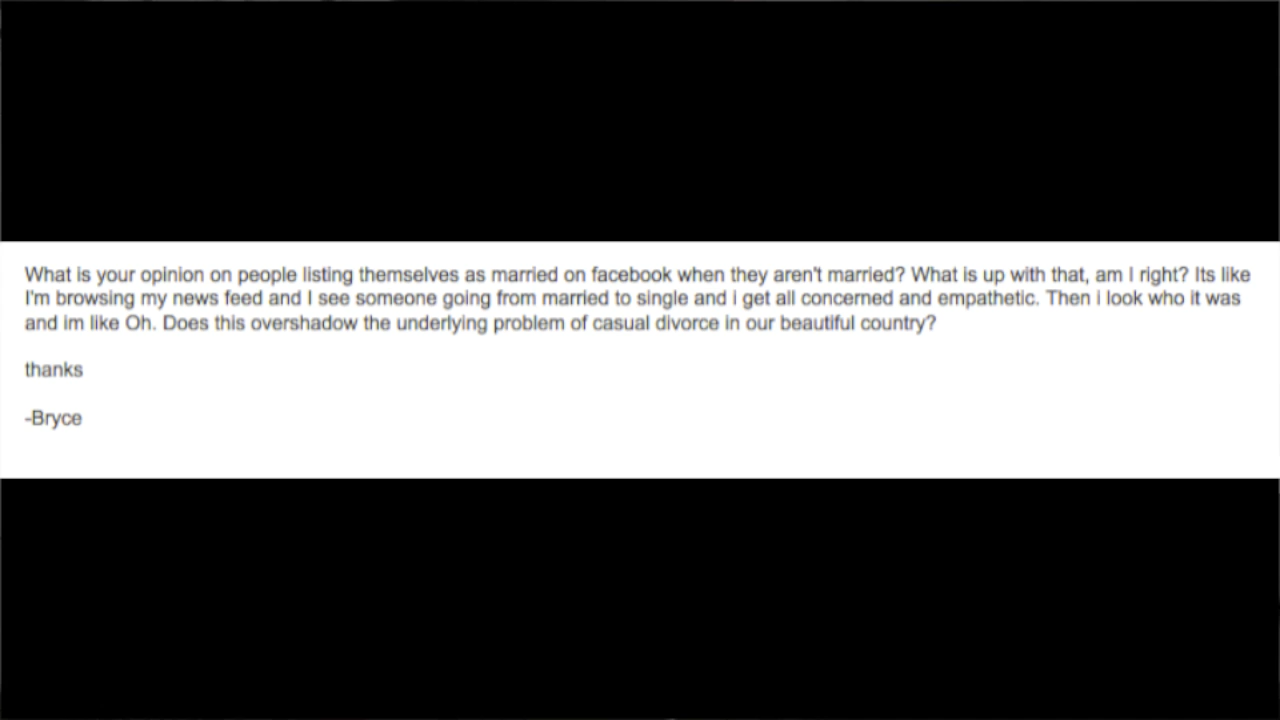 What is your opinion on people listing themselves as married on facebook when they aren't married? What is up with that, am I right? Its like
I'm browsing my news feed and I see someone going from married to single and i get all concerned and empathetic. Then i look who it was
and im like Oh. Does this overshadow the underlying problem of casual divorce in our beautiful country?
thanks
-Bryce